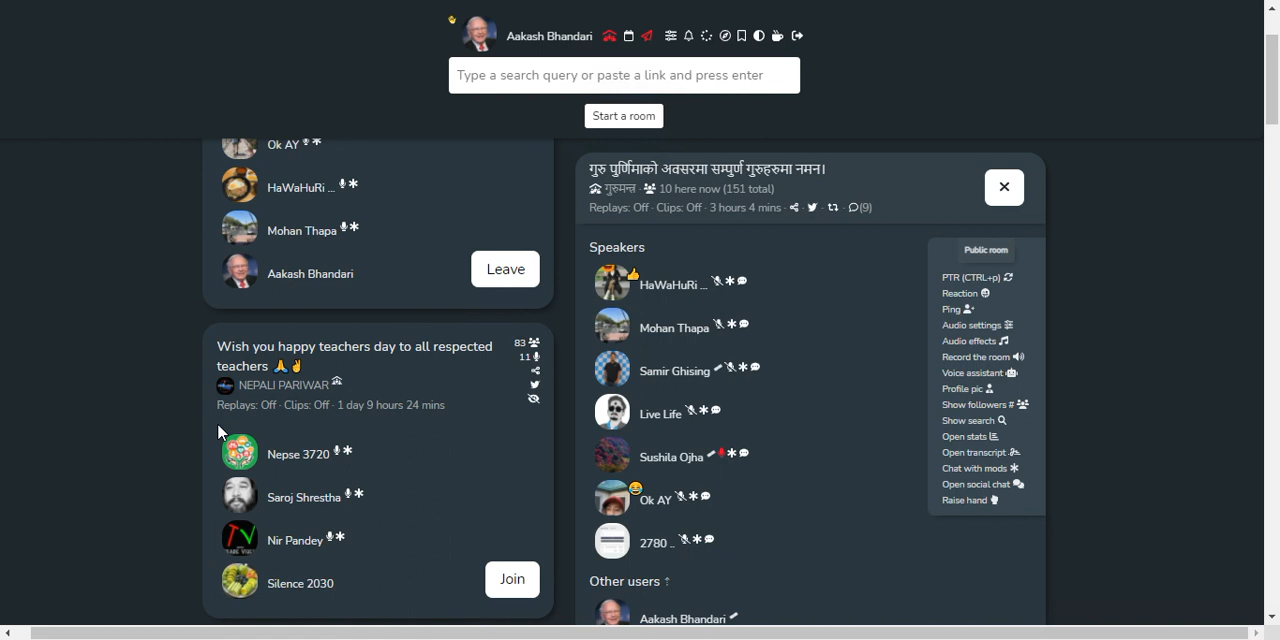 Aakash Bhandari
Type a search query or paste a link and press enter
Start a room
Ok AY
HaWaHuRi ...
Mohan Thapa
Aakash Bhandari
Leave
Wish you happy teachers day to all respected
teachers 🙏✌
83
11
NEPALI PARIWAR
Replays: Off · Clips: Off · 1 day 9 hours 24 mins
Nepse 3720
Saroj Shrestha
Nir Pandey
Silence 2030
Join
गुरु पुर्णिमाको अवसरमा सम्पुर्ण गुरुहरुमा नमन।
गुरुमन्त्र · 10 here now (151 total)
Replays: Off · Clips: Off · 3 hours 4 mins · · · · (9)
Speakers
HaWaHuRi ...
Mohan Thapa
Samir Ghising
Live Life
Sushila Ojha
Ok AY
2780 ..
Other users ↑
Aakash Bhandari
Public room
PTR (CTRL+p)
Reaction
Ping
Audio settings
Audio effects
Record the room
Voice assistant
Profile pic
Show followers #
Show search
Open stats
Open transcript
Chat with mods
Open social chat
Raise hand